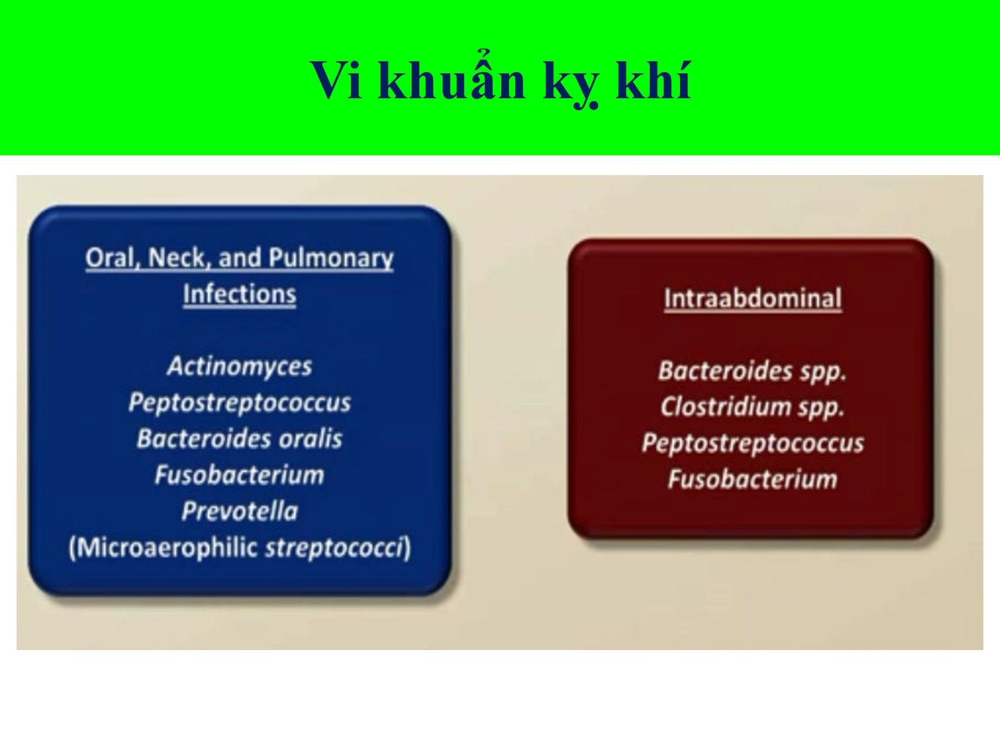 Vi khuẩn kỵ khí
Oral, Neck, and Pulmonary
Infections
Actinomyces
Peptostreptococcus
Bacteroides oralis
Fusobacterium
Prevotella
(Microaerophilic streptococci)
Intraabdominal
Bacteroides spp.
Clostridium spp.
Peptostreptococcus
Fusobacterium